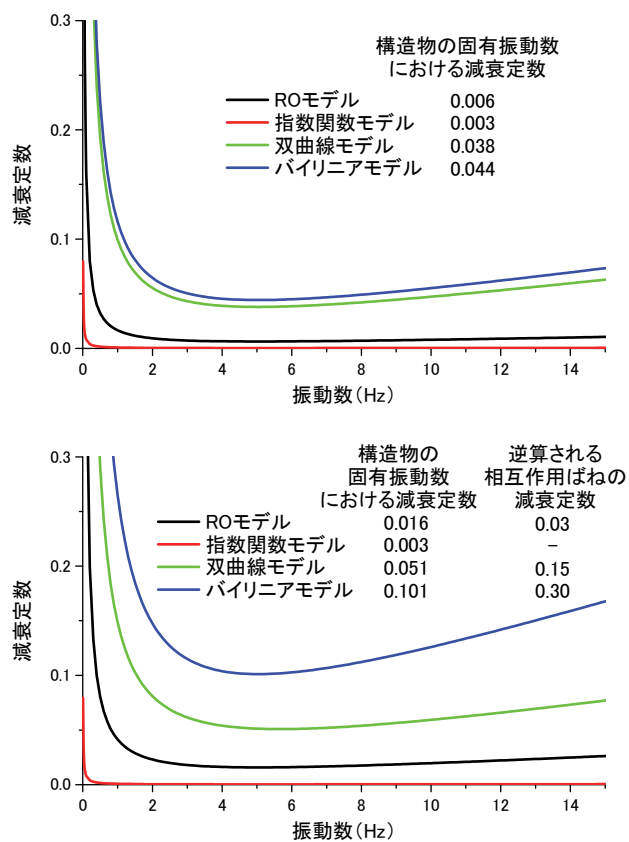 0.3
0.2
0.1
0.0
減衰定数
構造物の固有振動数
における減衰定数
ROモデル 0.006
指数関数モデル 0.003
双曲線モデル 0.038
バイリニアモデル 0.044
0 2 4 6 8 10 12 14
振動数(Hz)
0.3
0.2
0.1
0.0
減衰定数
構造物の 逆算される
固有振動数 相互作用ばねの
における減衰定数 減衰定数
ROモデル 0.016 0.03
指数関数モデル 0.003 −
双曲線モデル 0.051 0.15
バイリニアモデル 0.101 0.30
0 2 4 6 8 10 12 14
振動数(Hz)